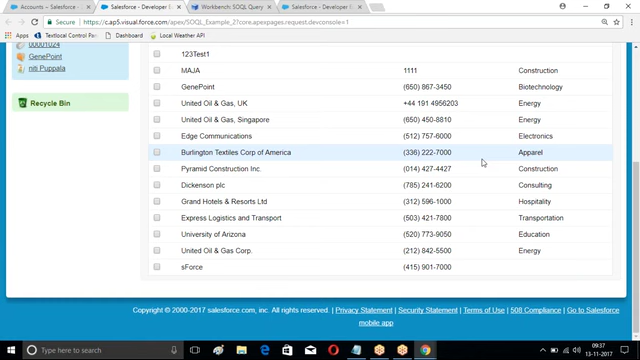 Accounts ~ Salesforce
Salesforce - Developer E
Workbench: SOQL Query
Salesforce - Developer E
Secure https://c.ap5.visual.force.com/apex/SOQL_Example_2?core.apexpages.request.devconsole=1
Apps Textlocal Control Pan Dashboard Local Weather API
00001024
GenePoint
niti Puppala
Recycle Bin
123Test1
MAJA 1111 Construction
GenePoint (650) 867-3450 Biotechnology
United Oil & Gas, UK +44 191 4956203 Energy
United Oil & Gas, Singapore (650) 450-8810 Energy
Edge Communications (512) 757-6000 Electronics
Burlington Textiles Corp of America (336) 222-7000 Apparel
Pyramid Construction Inc. (014) 427-4427 Construction
Dickenson plc (785) 241-6200 Consulting
Grand Hotels & Resorts Ltd (312) 596-1000 Hospitality
Express Logistics and Transport (503) 421-7800 Transportation
University of Arizona (520) 773-9050 Education
United Oil & Gas Corp. (212) 842-5500 Energy
sForce (415) 901-7000
Copyright © 2000-2017 salesforce.com, inc. All rights reserved. | Privacy Statement | Security Statement | Terms of Use | 508 Compliance | Go to Salesforce
mobile app
Type here to search
09:37
13-11-2017